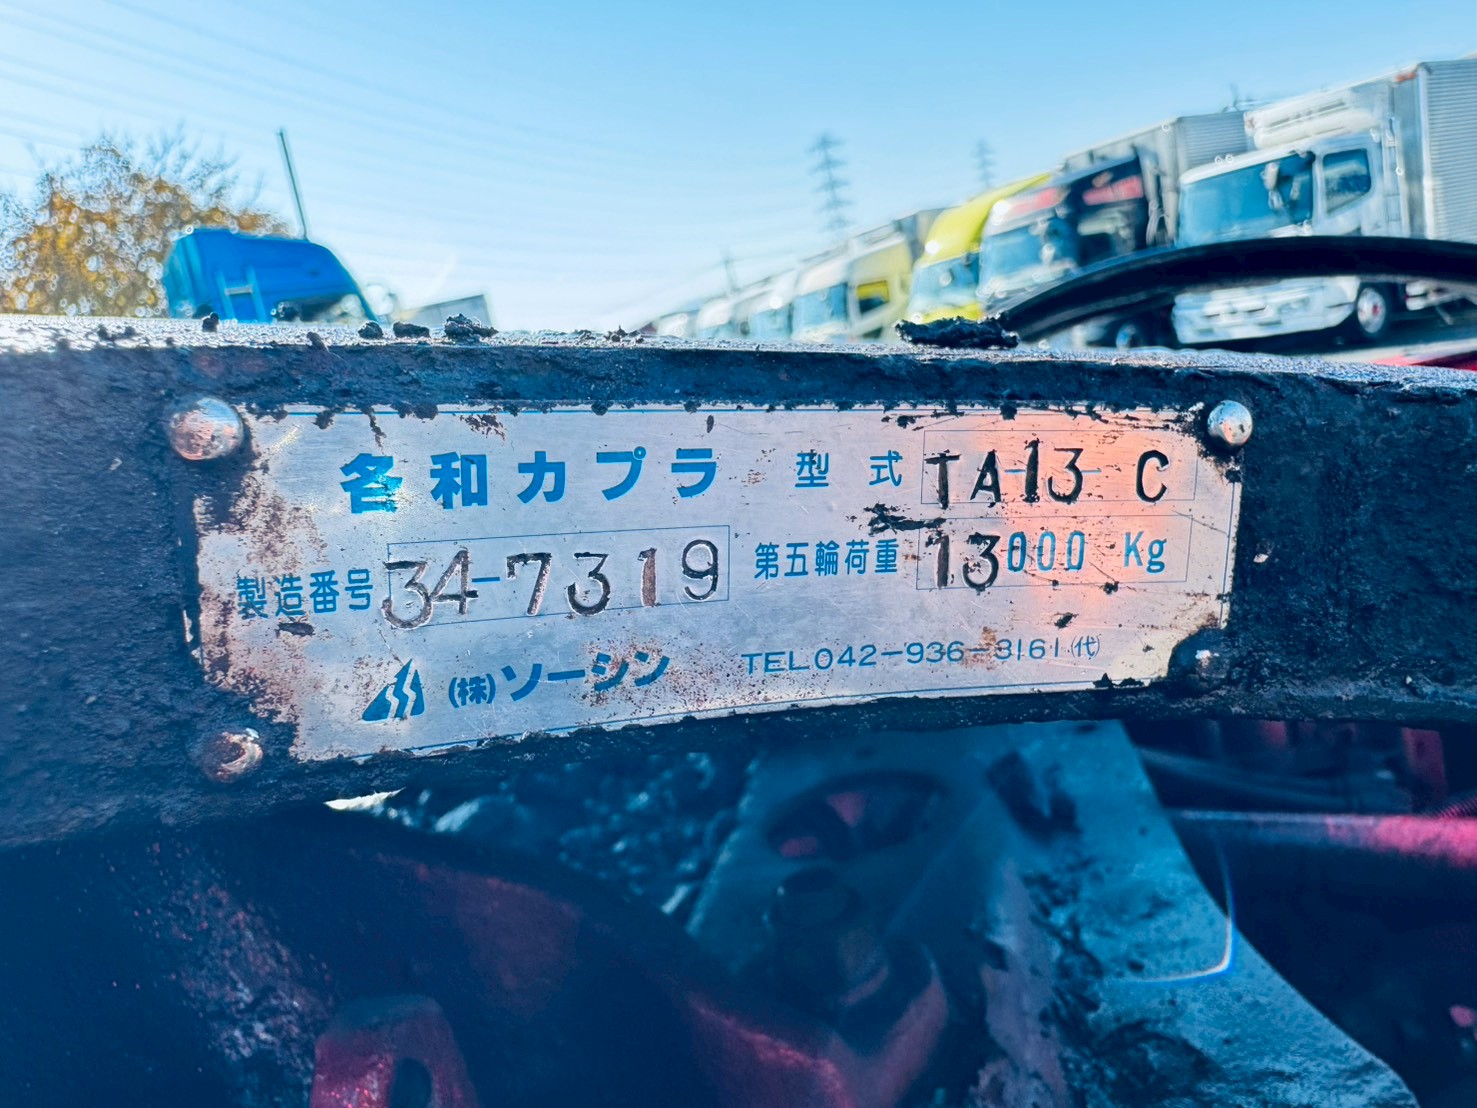 名和カプラ 型式 TA-13-C
製造番号 34-7319 第五輪荷重 13000 Kg
(株)ソーシン TEL042-936-3161(代)